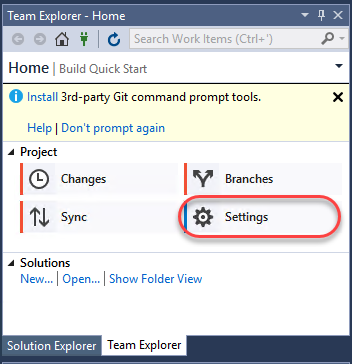 Team Explorer - Home
Search Work Items (Ctrl+')
Home | Build Quick Start
Install 3rd-party Git command prompt tools.
Help | Don't prompt again
Project
Changes
Branches
Sync
Settings
Solutions
New... | Open... | Show Folder View
Solution Explorer
Team Explorer